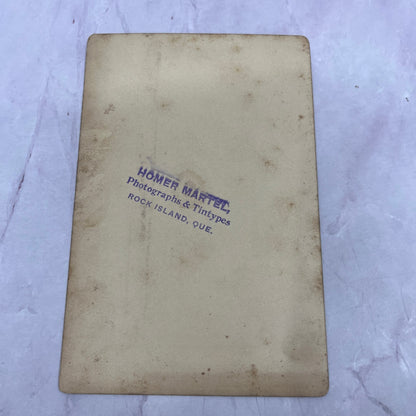 HOMER MARTEL,
Photographs & Tintypes
ROCK ISLAND, QUE.